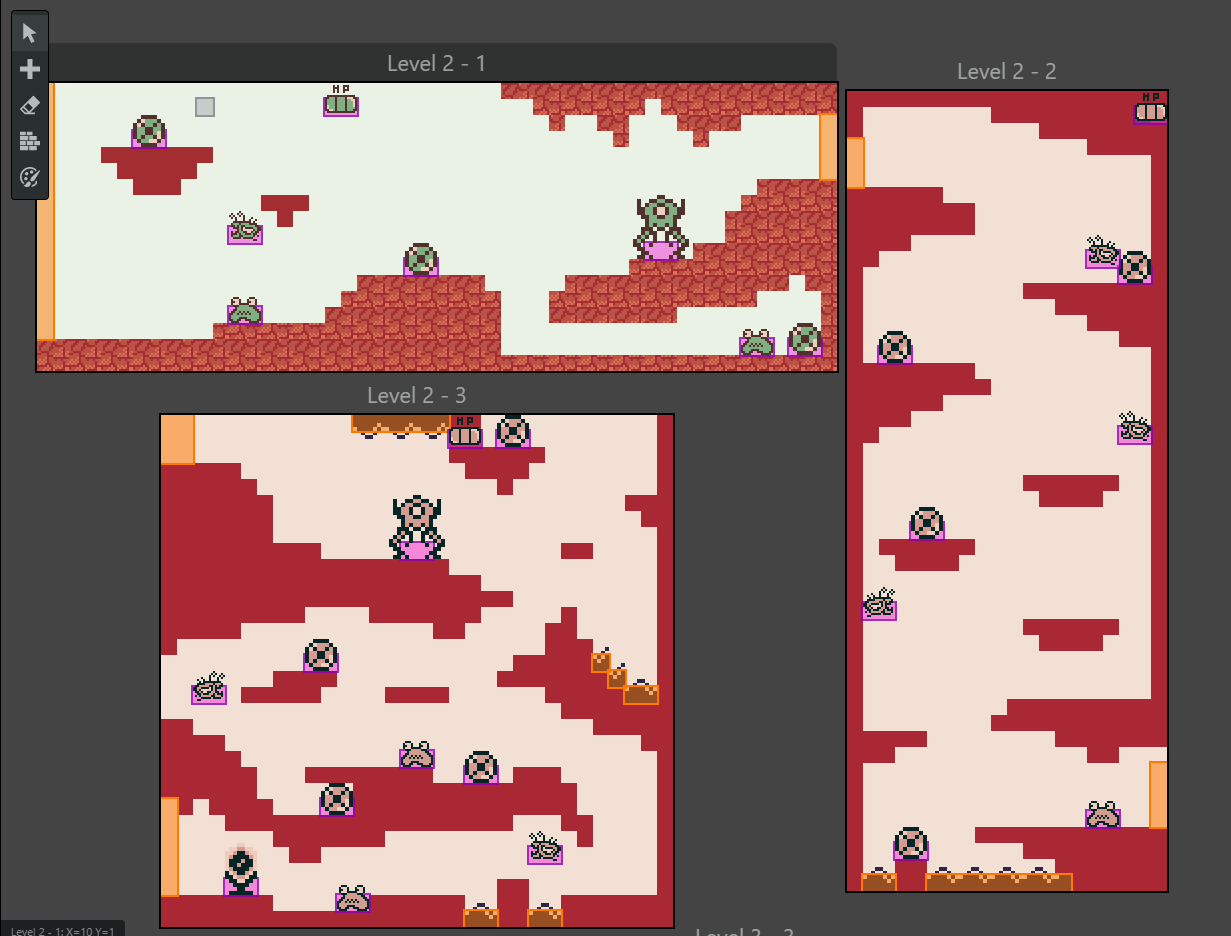 Level 2 - 1
Level 2 - 2
HP
HP
Level 2 - 3
HP
Level 2 - 1: X=10 Y=1